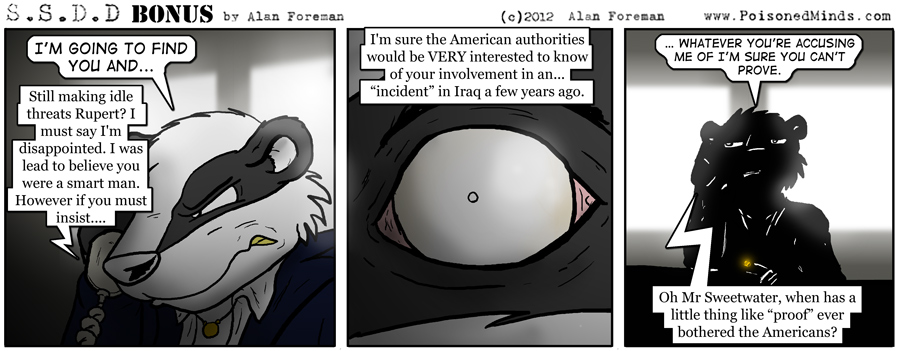 S.S.D.D BONUS by Alan Foreman (c)2012 Alan Foreman www.PoisonedMinds.com
I'M GOING TO FIND
YOU AND...
Still making idle
threats Rupert? I
must say I'm
disappointed. I was
lead to believe you
were a smart man.
However if you must
insist....
I'm sure the American authorities
would be VERY interested to know
of your involvement in an...
“incident” in Iraq a few years ago.
... WHATEVER YOU'RE ACCUSING
ME OF I'M SURE YOU CAN'T
PROVE.
Oh Mr Sweetwater, when has a
little thing like “proof” ever
bothered the Americans?